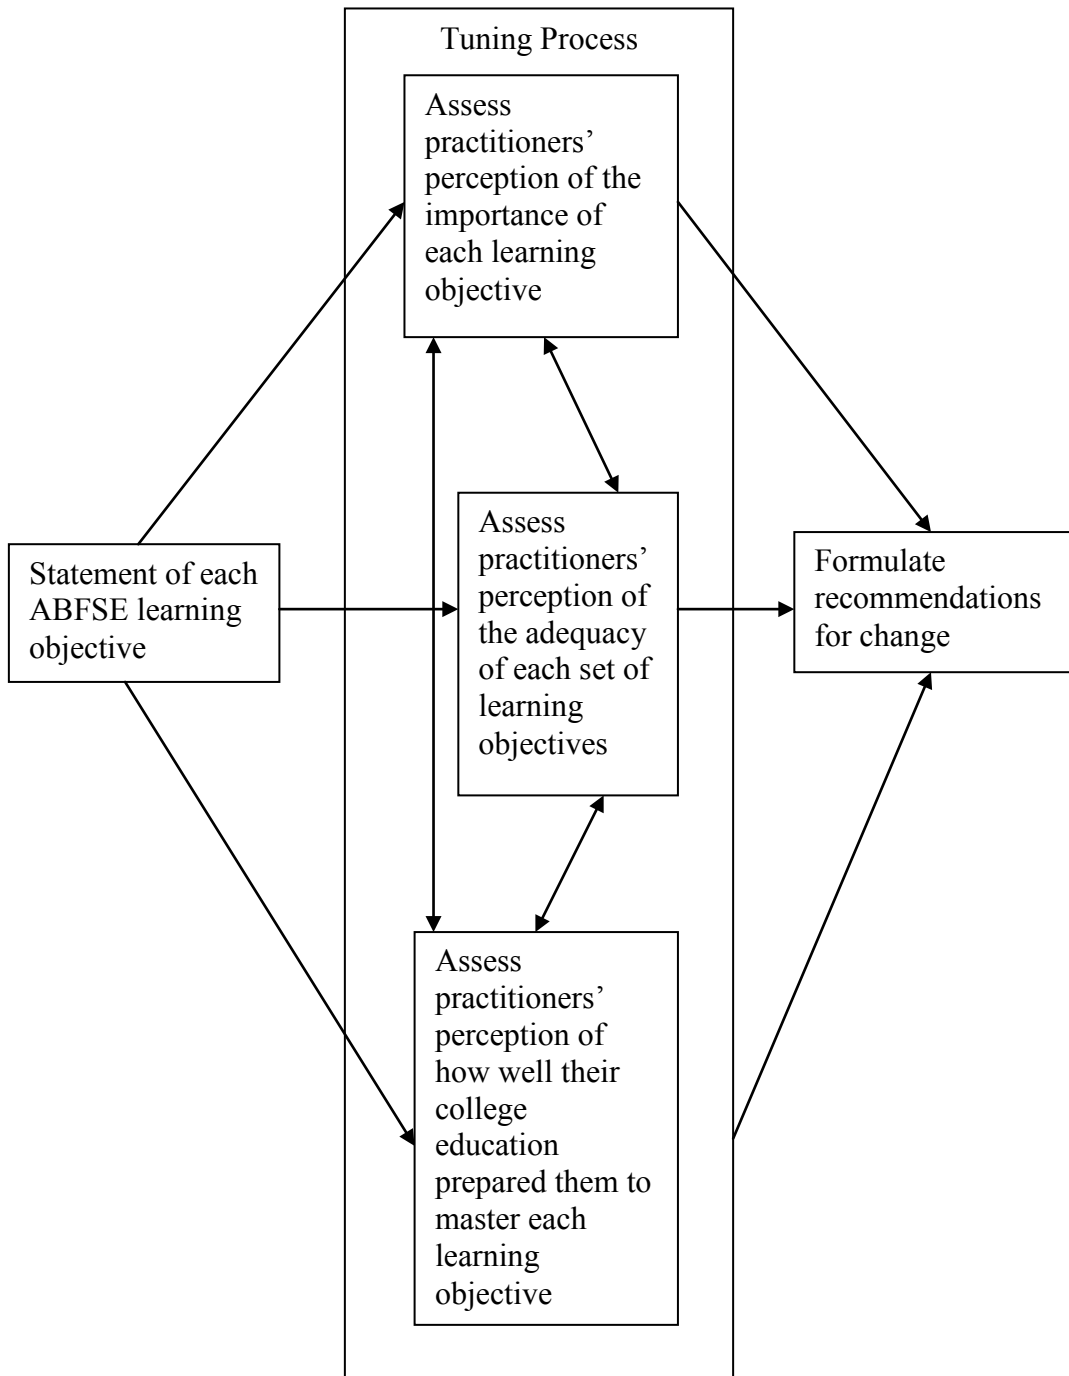 Tuning Process
Assess
practitioners’
perception of the
importance of
each learning
objective
Statement of each
ABFSE learning
objective
Assess
practitioners’
perception of
the adequacy
of each set of
learning
objectives
Formulate
recommendations
for change
Assess
practitioners’
perception of
how well their
college
education
prepared them to
master each
learning
objective